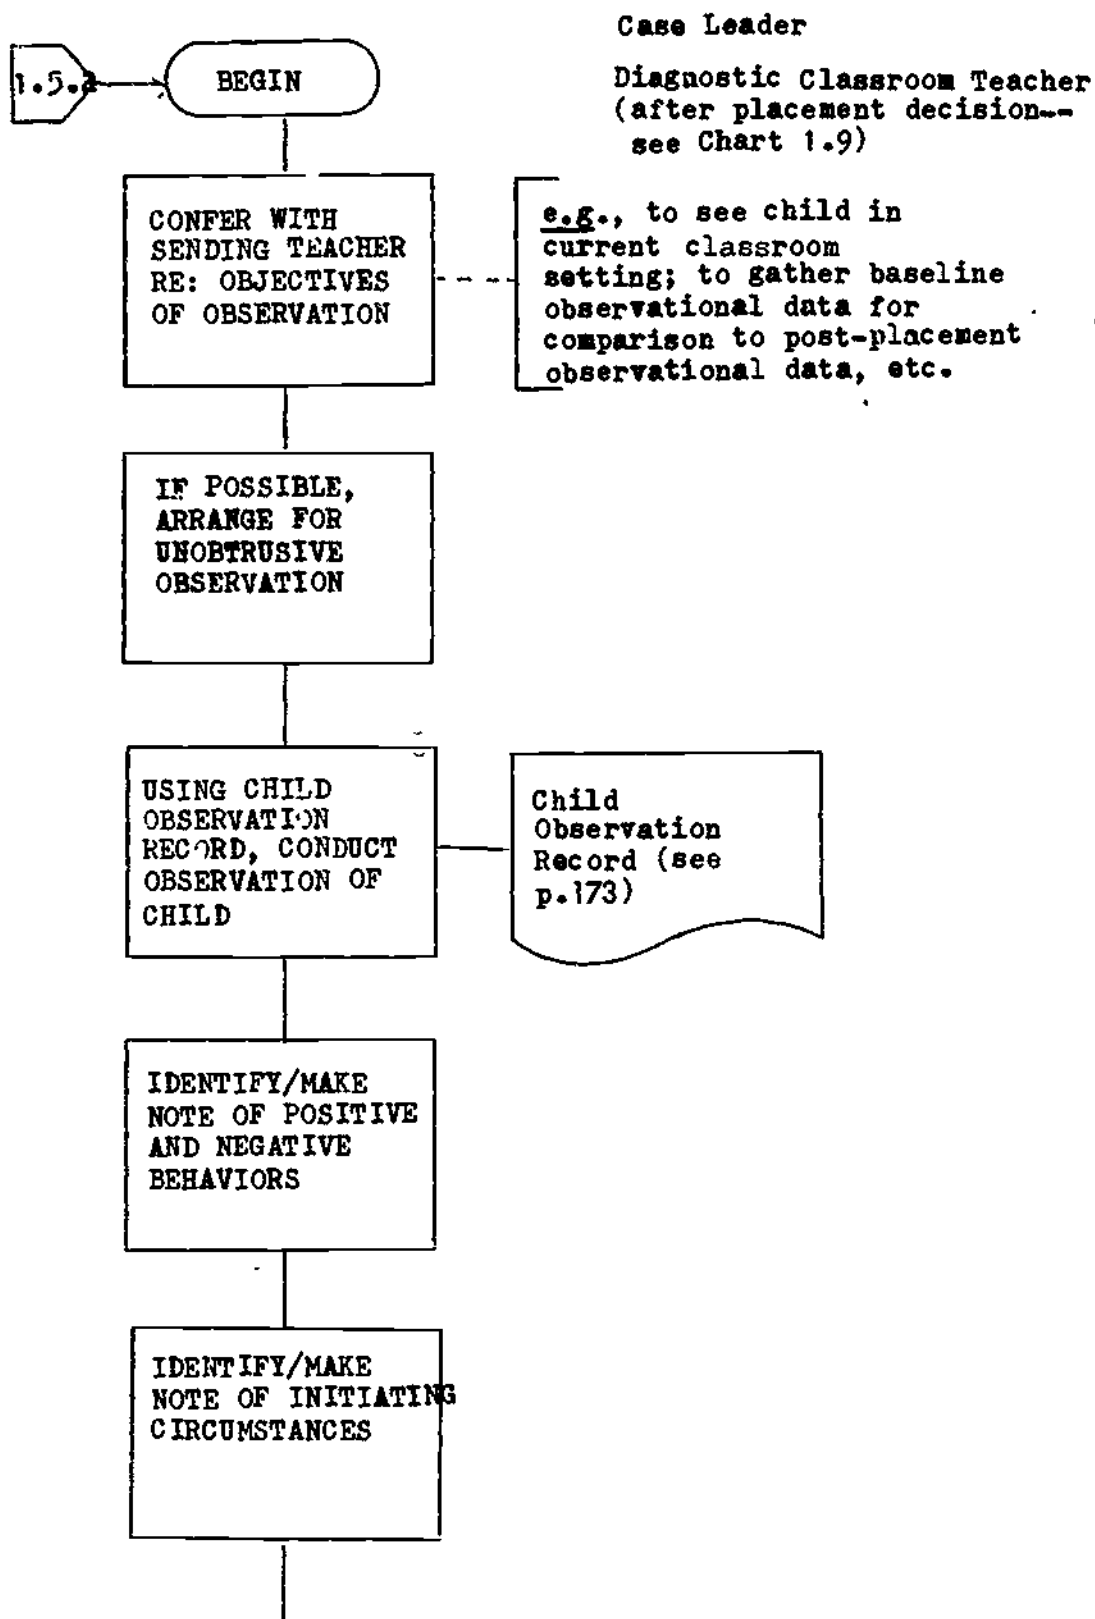 Case Leader
Diagnostic Classroom Teacher
(after placement decision--
see Chart 1.9)
1.5.2
BEGIN
CONFER WITH
SENDING TEACHER
RE: OBJECTIVES
OF OBSERVATION
e.g., to see child in
current classroom
setting; to gather baseline
observational data for
comparison to post-placement
observational data, etc.
IF POSSIBLE,
ARRANGE FOR
UNOBTRUSIVE
OBSERVATION
USING CHILD
OBSERVATION
RECORD, CONDUCT
OBSERVATION OF
CHILD
Child
Observation
Record (see
p.173)
IDENTIFY/MAKE
NOTE OF POSITIVE
AND NEGATIVE
BEHAVIORS
IDENTIFY/MAKE
NOTE OF INITIATING
CIRCUMSTANCES